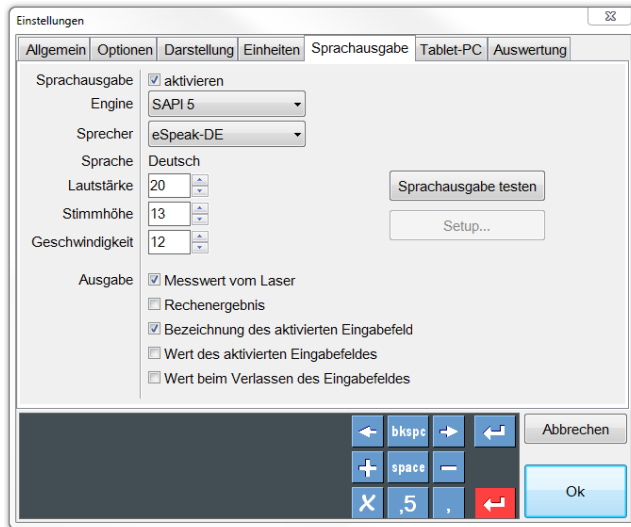 Einstellungen
Allgemein Optionen Darstellung Einheiten Sprachausgabe Tablet-PC Auswertung
Sprachausgabe aktivieren
Engine SAPI 5
Sprecher eSpeak-DE
Sprache Deutsch
Lautstärke 20 Sprachausgabe testen
Stimmhöhe 13 Setup...
Geschwindigkeit 12
Ausgabe Messwert vom Laser
Rechenergebnis
Bezeichnung des aktivierten Eingabefeld
Wert des aktivierten Eingabefeldes
Wert beim Verlassen des Eingabefeldes
bkspc Abbrechen
+ space −
X ,5 , Ok